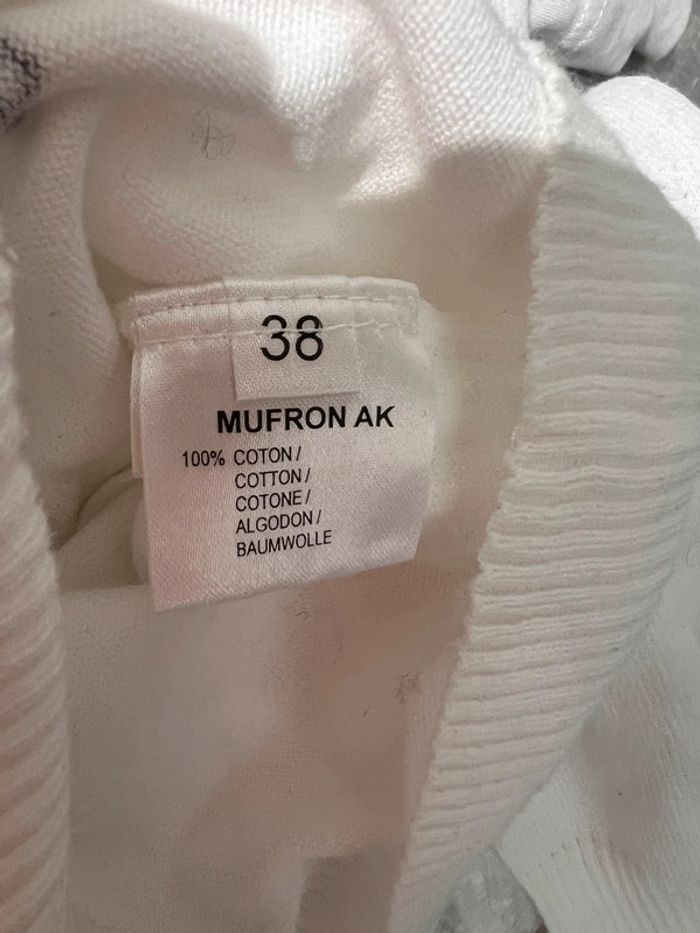 38
MUFRON AK
100% COTON /
COTTON /
COTONE /
ALGODON /
BAUMWOLLE